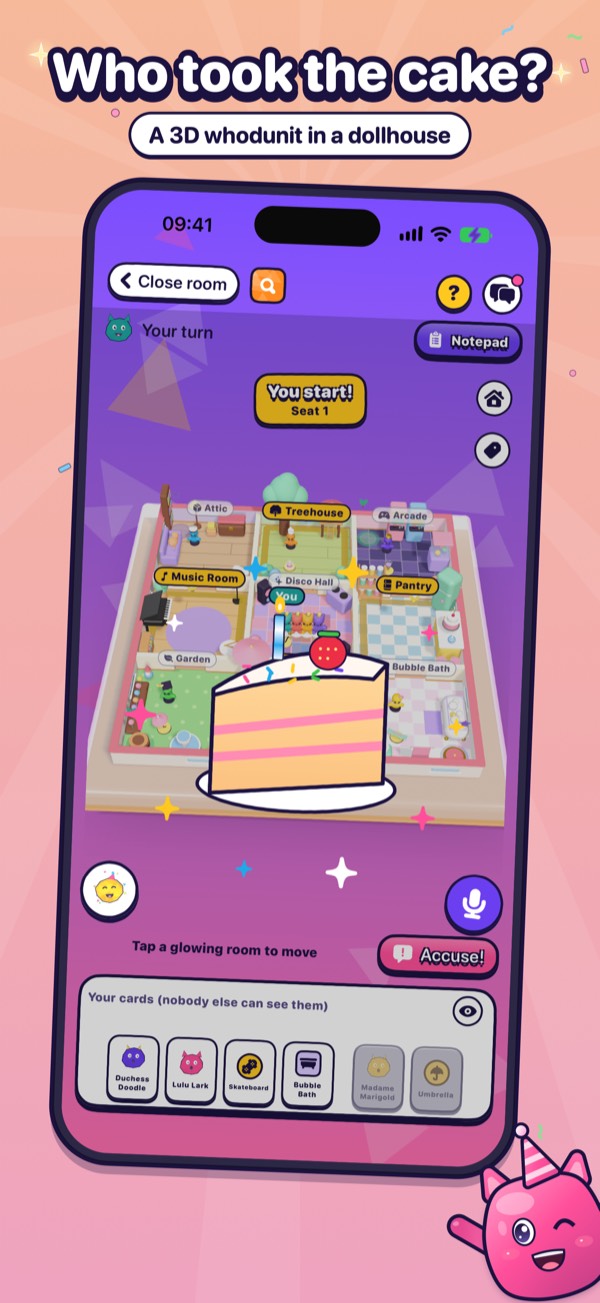 Who took the cake?
A 3D whodunit in a dollhouse
09:41
Close room
?
Your turn
Notepad
You start!
Seat 1
Attic
Treehouse
Arcade
Music Room
Disco Hall
Pantry
You
Garden
Bubble Bath
Tap a glowing room to move
Accuse!
Your cards (nobody else can see them)
Duchess
Doodle
Lulu Lark
Skateboard
Bubble
Bath
Madame
Marigold
Umbrella